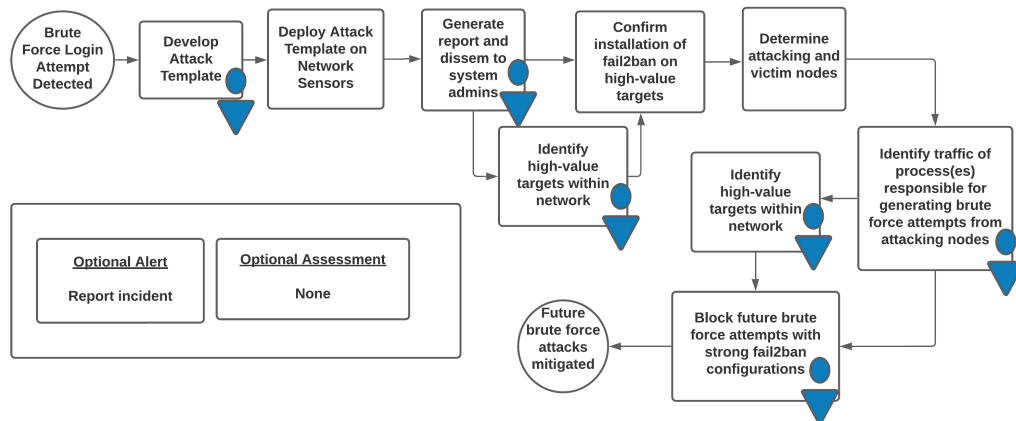 Brute
Force Login
Attempt
Detected
Develop
Attack
Template
Deploy Attack
Template on
Network
Sensors
Generate
report and
dissem to
system
admins
Confirm
installation of
fail2ban on
high-value
targets
Determine
attacking and
victim nodes
Identify
high-value
targets within
network
Identify
high-value
targets within
network
Identify traffic of
process(es)
responsible for
generating brute
force attempts from
attacking nodes
Optional Alert
Report incident
Optional Assessment
None
Future
brute force
attacks
mitigated
Block future brute
force attempts with
strong fail2ban
configurations